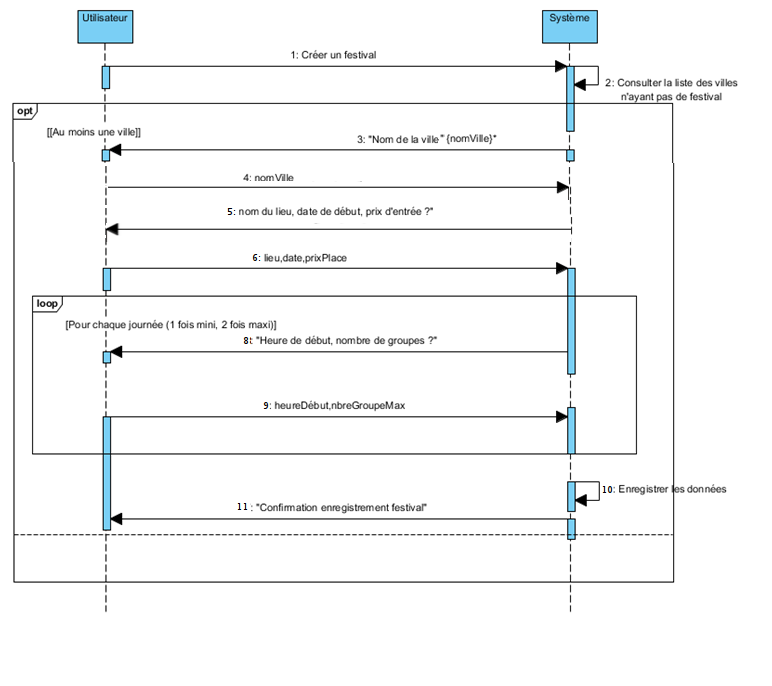 Utilisateur
Système
1: Créer un festival
2: Consulter la liste des villes
n'ayant pas de festival
opt
[[Au moins une ville]]
3: "Nom de la ville" {nomVille}*
4: nomVille
5: nom du lieu, date de début, prix d'entrée ?"
6: lieu,date,prixPlace
loop
[Pour chaque journée (1 fois mini, 2 fois maxi)]
8: "Heure de début, nombre de groupes ?"
9: heureDébut,nbreGroupeMax
10: Enregistrer les données
11 : "Confirmation enregistrement festival"